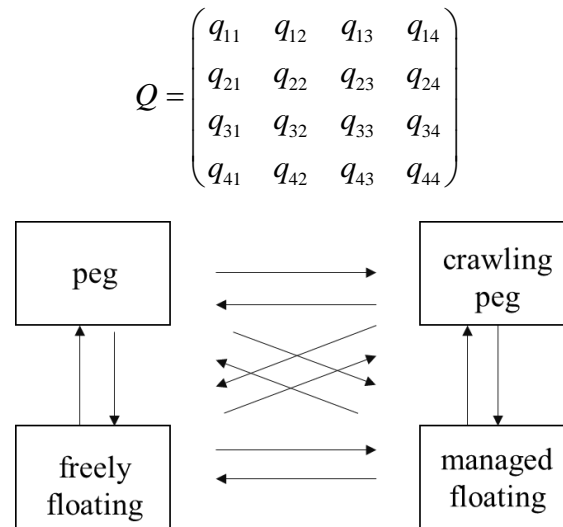 q11 q12 q13 q14
q21 q22 q23 q24
Q =
q31 q32 q33 q34
q41 q42 q43 q44
peg
crawling
peg
freely
floating
managed
floating